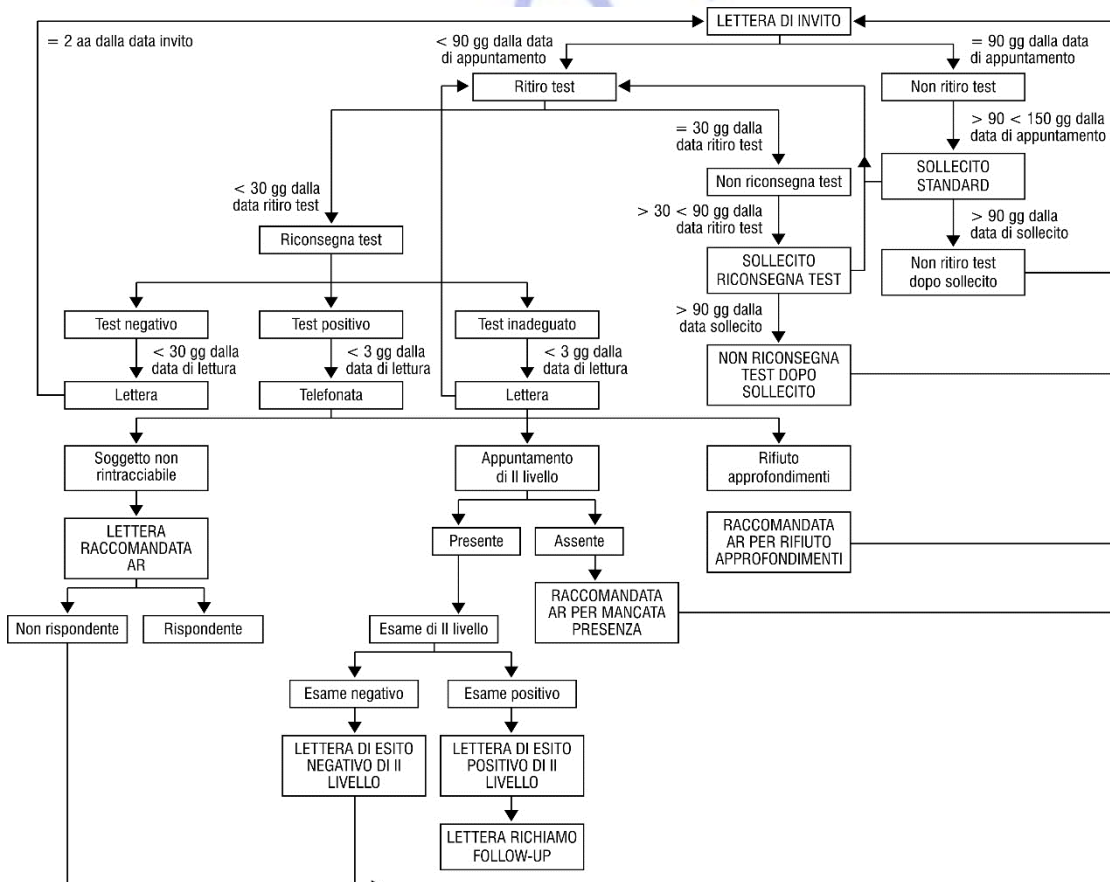 LETTERA DI INVITO
= 2 aa dalla data invito
< 90 gg dalla data
di appuntamento
= 90 gg dalla data
di appuntamento
Ritiro test
Non ritiro test
> 90 < 150 gg dalla
data di appuntamento
= 30 gg dalla
data ritiro test
SOLLECITO
STANDARD
Non riconsegna test
< 30 gg dalla
data ritiro test
> 30 < 90 gg dalla
data ritiro test
> 90 gg dalla
data di sollecito
Riconsegna test
SOLLECITO
RICONSEGNA TEST
Non ritiro test
dopo sollecito
Test negativo
Test positivo
Test inadeguato
> 90 gg dalla
data sollecito
< 30 gg dalla
data di lettura
< 3 gg dalla
data di lettura
< 3 gg dalla
data di lettura
NON RICONSEGNA
TEST DOPO
SOLLECITO
Lettera
Telefonata
Lettera
Soggetto non
rintracciabile
Appuntamento
di II livello
Rifiuto
approfondimenti
LETTERA
RACCOMANDATA
AR
Presente
Assente
RACCOMANDATA
AR PER RIFIUTO
APPROFONDIMENTI
RACCOMANDATA
AR PER MANCATA
PRESENZA
Non rispondente
Rispondente
Esame di II livello
Esame negativo
Esame positivo
LETTERA DI ESITO
NEGATIVO DI II
LIVELLO
LETTERA DI ESITO
POSITIVO DI II
LIVELLO
LETTERA RICHIAMO
FOLLOW-UP